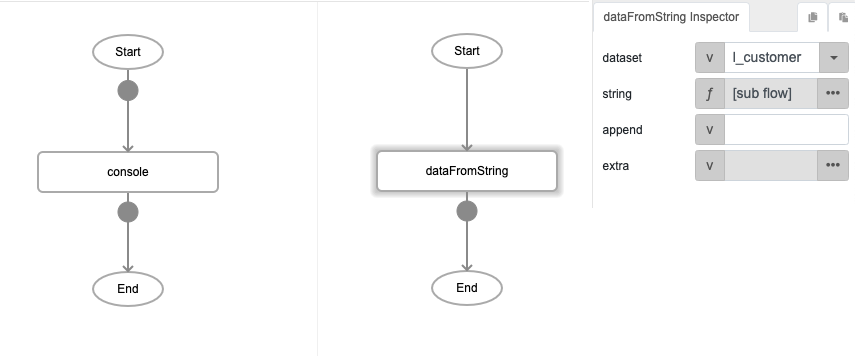 Start
console
End
Start
dataFromString
End
dataFromString Inspector
dataset v l_customer
string ƒ [sub flow] •••
append v
extra v •••